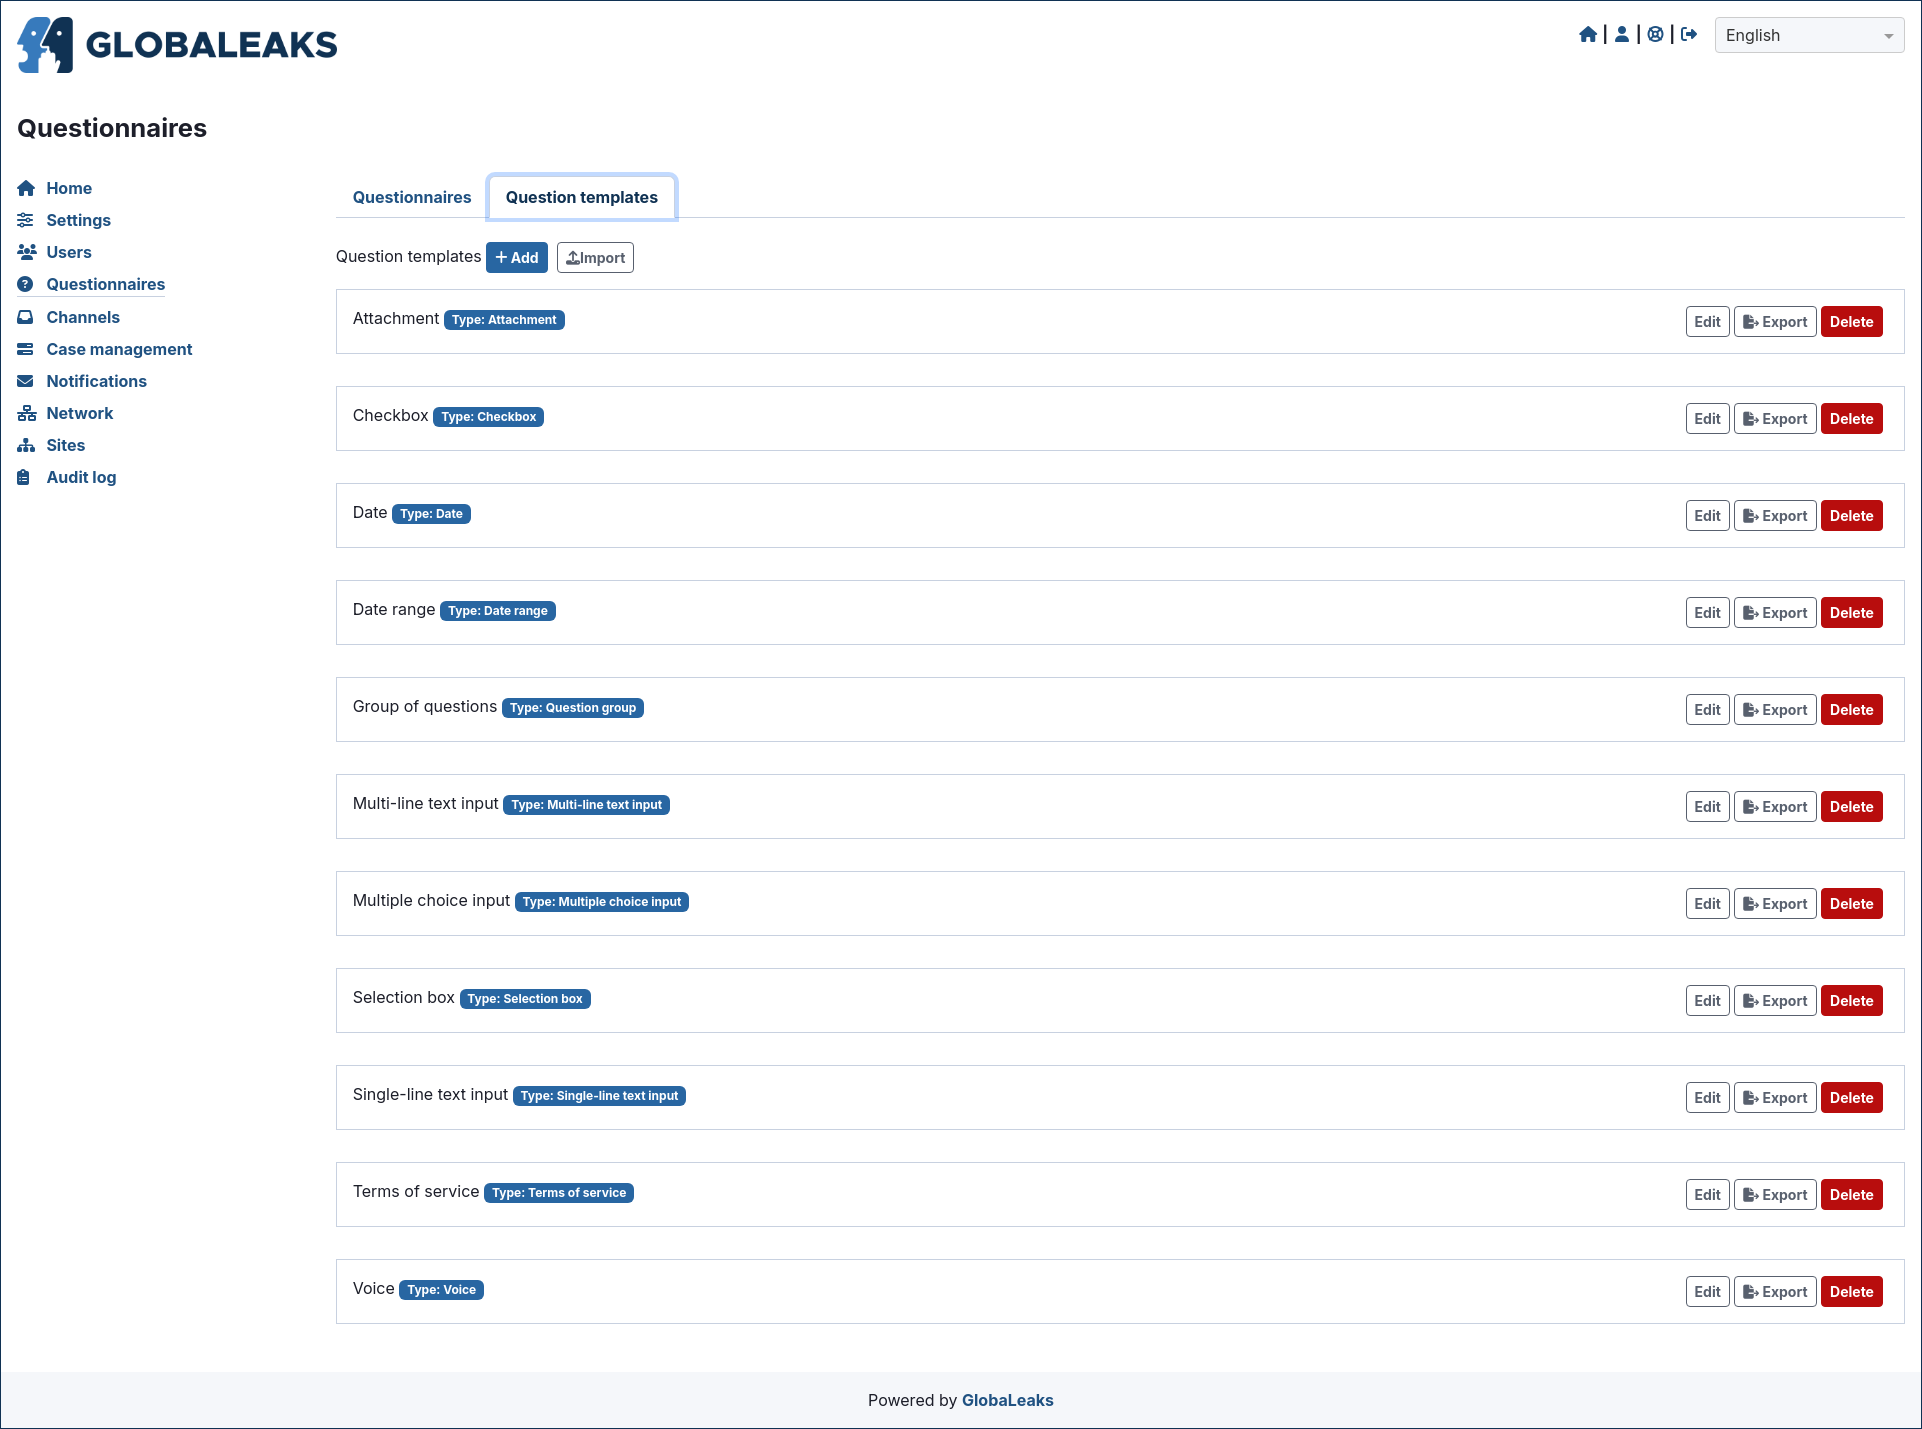 GLOBALEAKS
English
Questionnaires
Home
Settings
Users
Questionnaires
Channels
Case management
Notifications
Network
Sites
Audit log
Questionnaires
Question templates
Question templates Add Import
Attachment Type: Attachment Edit Export Delete
Checkbox Type: Checkbox Edit Export Delete
Date Type: Date Edit Export Delete
Date range Type: Date range Edit Export Delete
Group of questions Type: Question group Edit Export Delete
Multi-line text input Type: Multi-line text input Edit Export Delete
Multiple choice input Type: Multiple choice input Edit Export Delete
Selection box Type: Selection box Edit Export Delete
Single-line text input Type: Single-line text input Edit Export Delete
Terms of service Type: Terms of service Edit Export Delete
Voice Type: Voice Edit Export Delete
Powered by GlobaLeaks